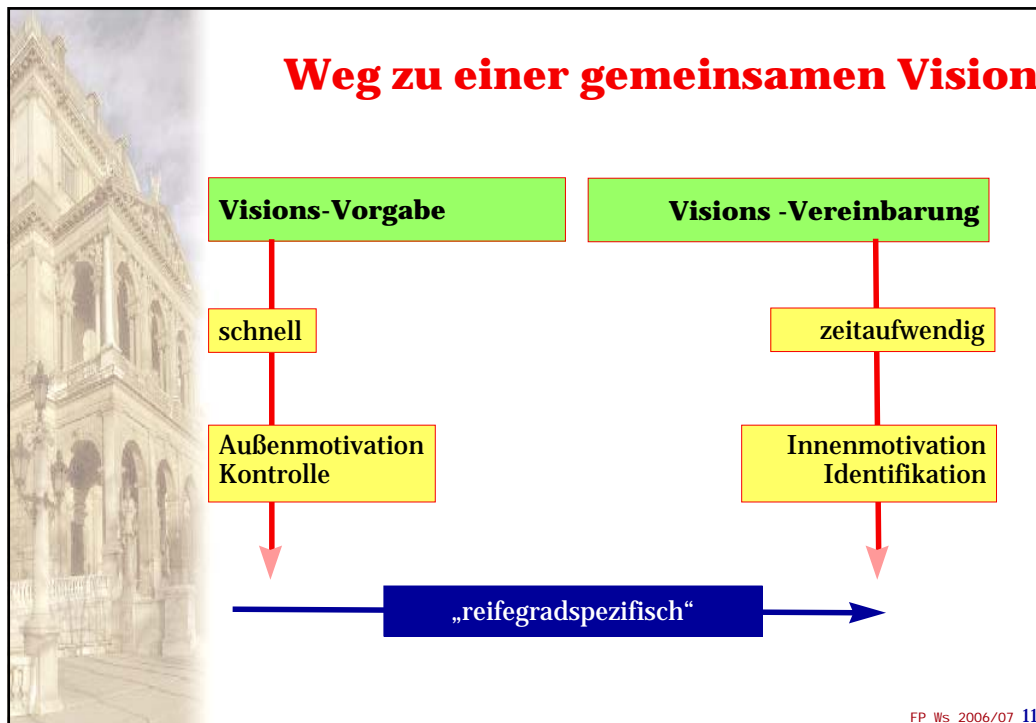 Weg zu einer gemeinsamen Vision
Visions-Vorgabe
Visions -Vereinbarung
schnell
zeitaufwendig
Außenmotivation
Kontrolle
Innenmotivation
Identifikation
„reifegradspezifisch“
FP Ws 2006/07 11